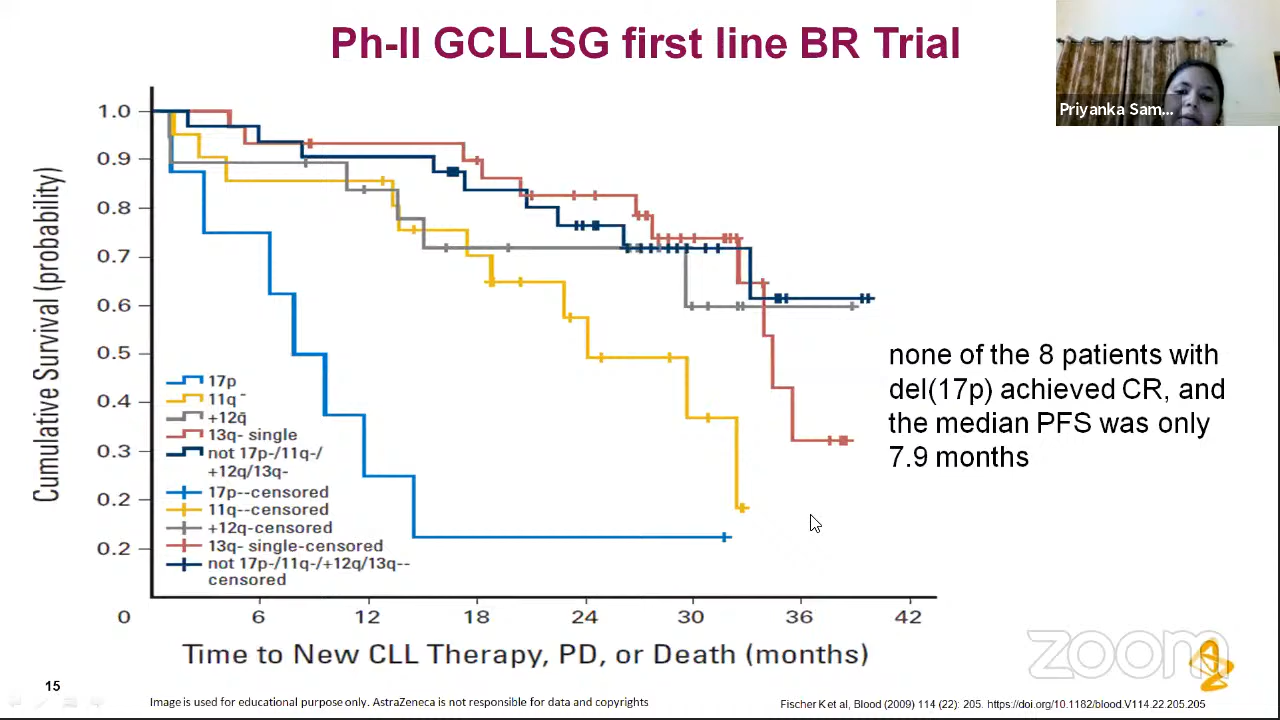 Ph-II GCLLSG first line BR Trial
Priyanka Sam...
Cumulative Survival (probability)
1.0
0.9
0.8
0.7
0.6
0.5
0.4
0.3
0.2
0.2
17p
11q -
+12q
13q- single
not 17p-/11q-/
+12q/13q-
17p--censored
11q--censored
+12q-censored
13q- single-censored
not 17p-/11q-/+12q/13q--
censored
0 6 12 18 24 30 36 42
Time to New CLL Therapy, PD, or Death (months)
none of the 8 patients with
del(17p) achieved CR, and
the median PFS was only
7.9 months
zoom
15
Image is used for educational purpose only. AstraZeneca is not responsible for data and copyrights
Fischer K et al, Blood (2009) 114 (22): 205. https://doi.org/10.1182/blood.V114.22.205.205